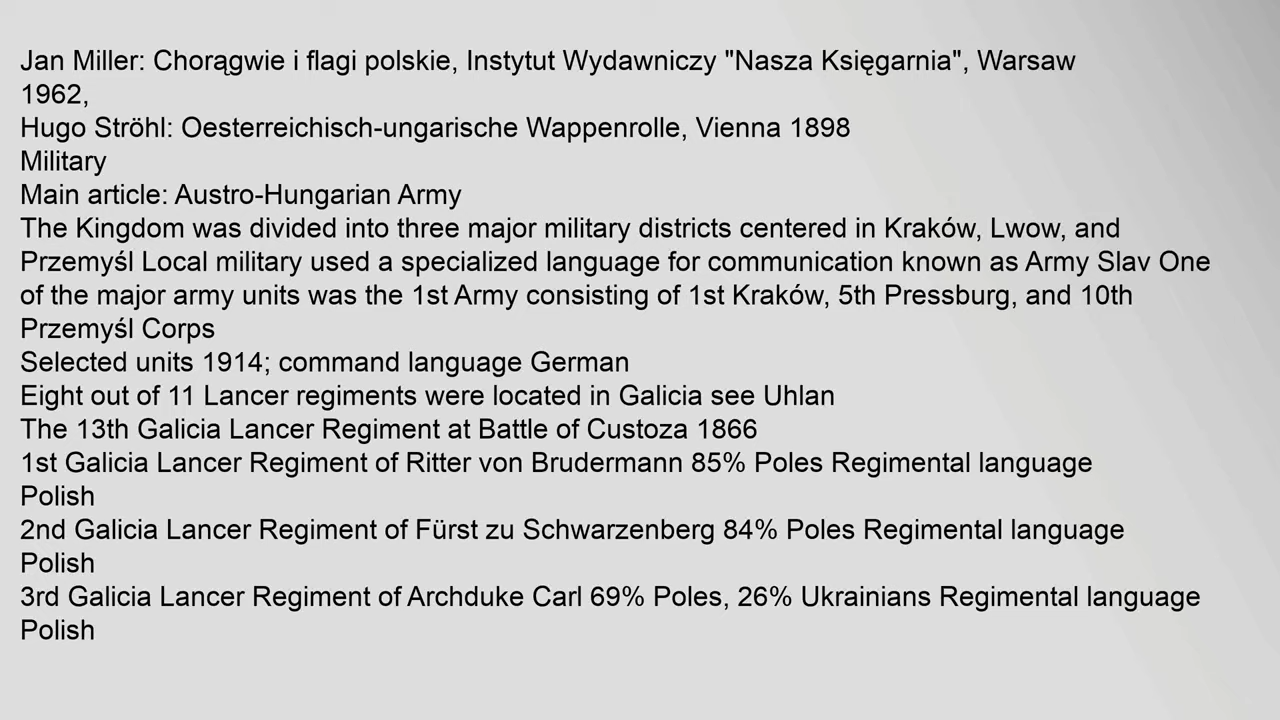 Jan Miller: Chorągwie i flagi polskie, Instytut Wydawniczy "Nasza Księgarnia", Warsaw
1962,
Hugo Ströhl: Oesterreichisch-ungarische Wappenrolle, Vienna 1898
Military
Main article: Austro-Hungarian Army
The Kingdom was divided into three major military districts centered in Kraków, Lwow, and
Przemyśl Local military used a specialized language for communication known as Army Slav One
of the major army units was the 1st Army consisting of 1st Kraków, 5th Pressburg, and 10th
Przemyśl Corps
Selected units 1914; command language German
Eight out of 11 Lancer regiments were located in Galicia see Uhlan
The 13th Galicia Lancer Regiment at Battle of Custoza 1866
1st Galicia Lancer Regiment of Ritter von Brudermann 85% Poles Regimental language
Polish
2nd Galicia Lancer Regiment of Fürst zu Schwarzenberg 84% Poles Regimental language
Polish
3rd Galicia Lancer Regiment of Archduke Carl 69% Poles, 26% Ukrainians Regimental language
Polish